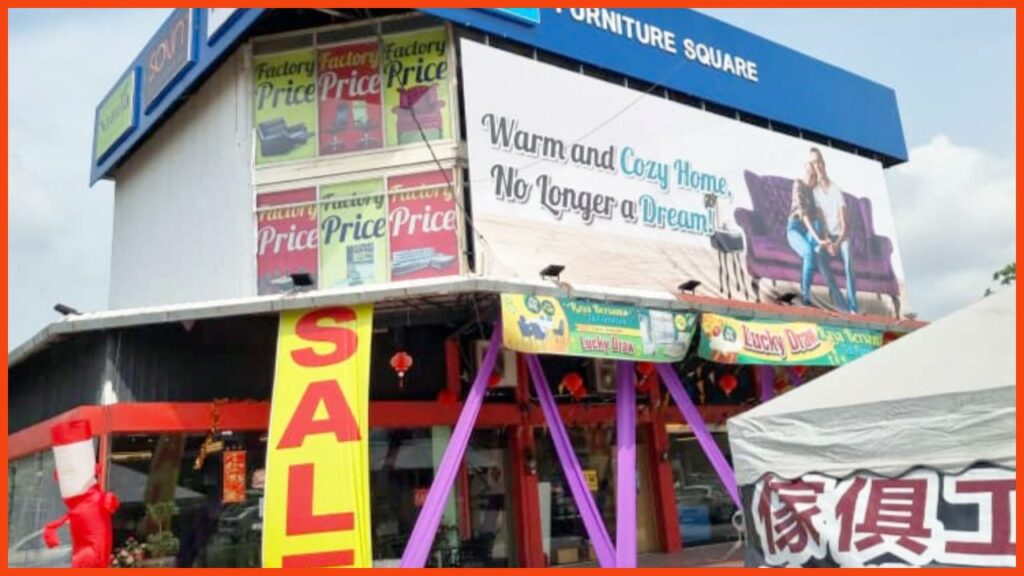 FURNITURE SQUARE
Factory
Price
Factory
Price
Factory
Price
Factory
Price
Factory
Price
Factory
Price
Warm and Cozy Home,
No Longer a Dream!
SALE
Lucky Draw
Lucky Draw
傢俱工